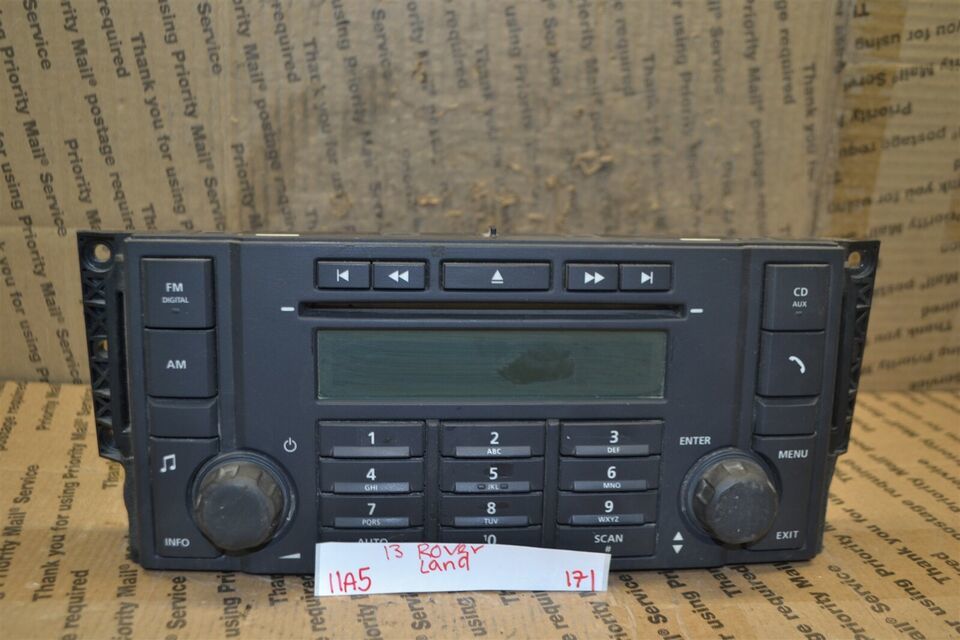 FM
DIGITAL
CD
AUX
AM
1
2
ABC
3
DEF
ENTER
MENU
4
GHI
5
JKL
6
MNO
7
PQRS
8
TUV
9
WXYZ
INFO
SCAN
#
EXIT
13 Rover
Land
11A5
171
Priority Mail® Service
Thank you for using
Priority Mail® postage required